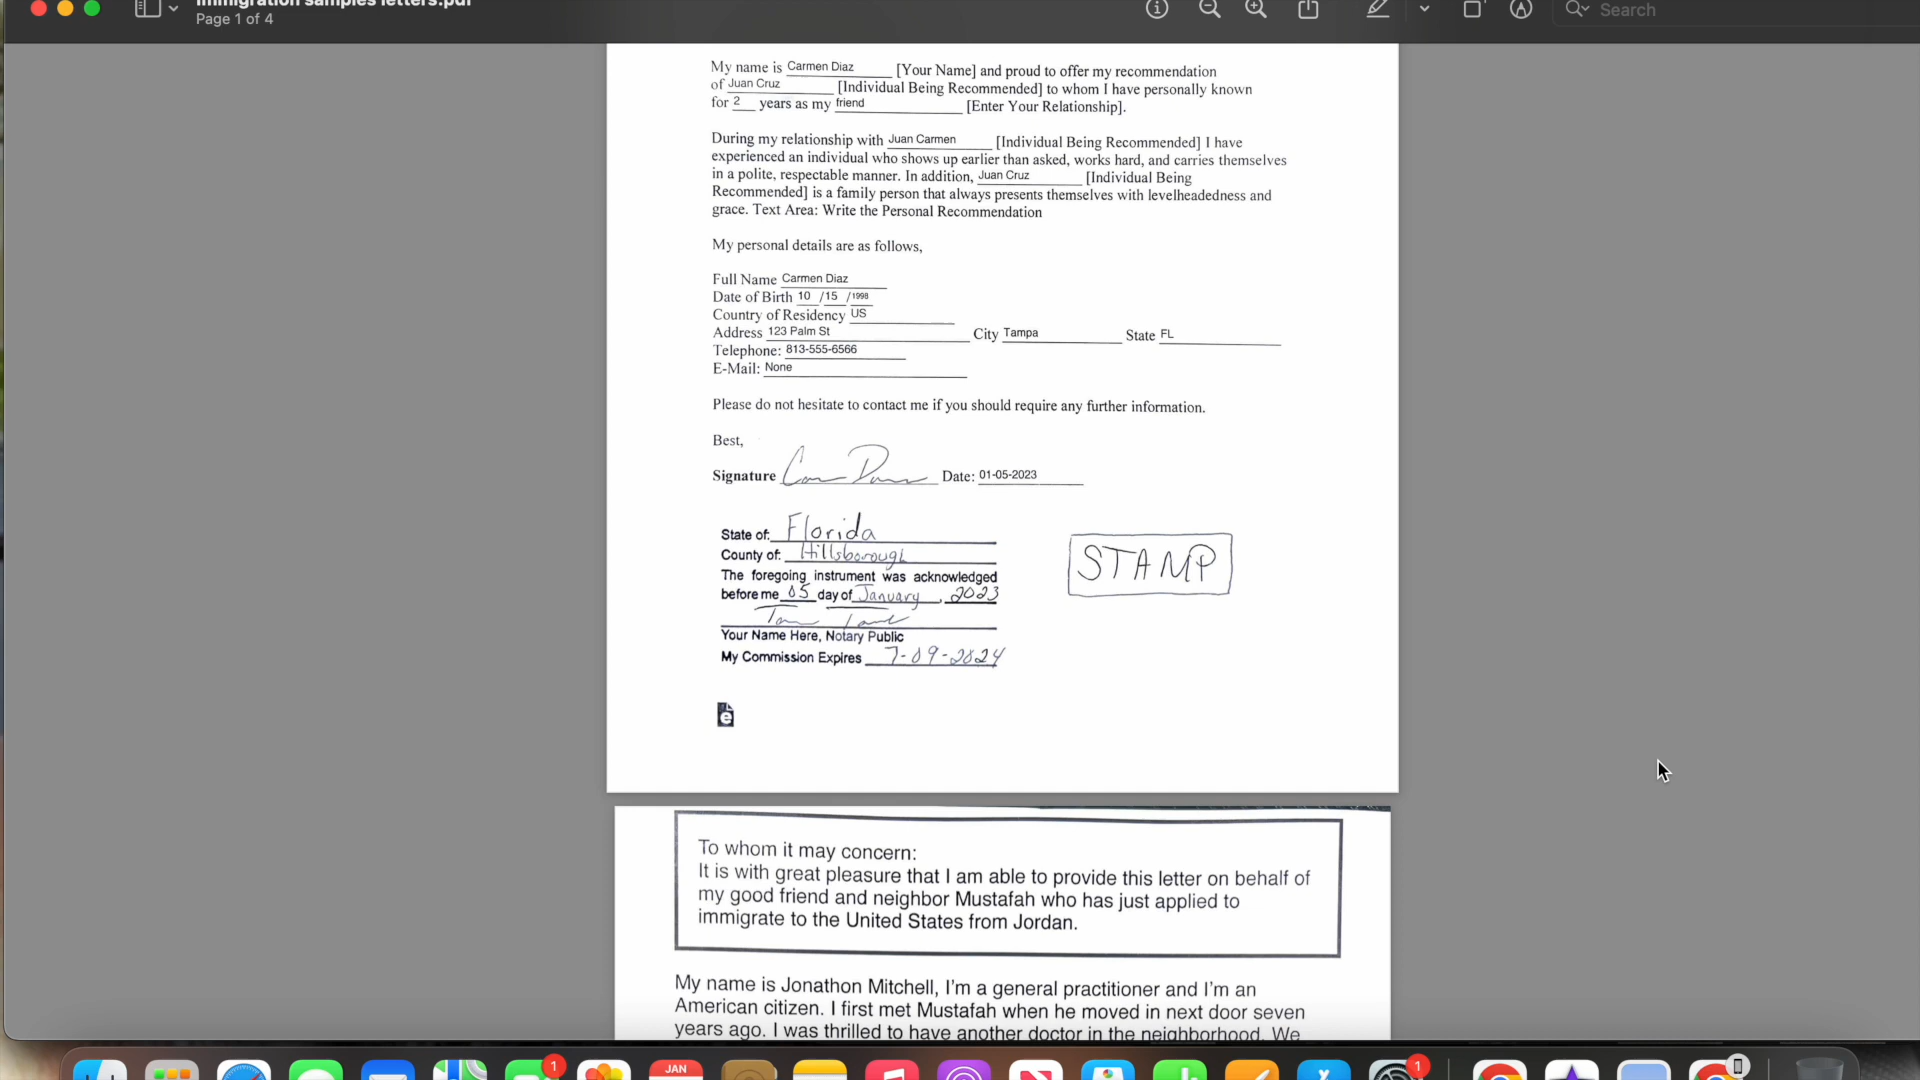 immigration samples letters.pdf
Page 1 of 4
Search
My name is Carmen Diaz [Your Name] and proud to offer my recommendation
of Juan Cruz [Individual Being Recommended] to whom I have personally known
for 2 years as my friend [Enter Your Relationship].
During my relationship with Juan Carmen [Individual Being Recommended] I have
experienced an individual who shows up earlier than asked, works hard, and carries themselves
in a polite, respectable manner. In addition, Juan Cruz [Individual Being
Recommended] is a family person that always presents themselves with levelheadedness and
grace. Text Area: Write the Personal Recommendation
My personal details are as follows,
Full Name Carmen Diaz
Date of Birth 10 /15 /1998
Country of Residency US
Address 123 Palm St City Tampa State FL
Telephone: 813-555-6566
E-Mail: None
Please do not hesitate to contact me if you should require any further information.
Best,
Signature Date: 01-05-2023
State of: Florida
County of: Hillsborough
The foregoing instrument was acknowledged
before me 05 day of January, 2023
Your Name Here, Notary Public
My Commission Expires 7-09-2024
STAMP
e
To whom it may concern:
It is with great pleasure that I am able to provide this letter on behalf of
my good friend and neighbor Mustafah who has just applied to
immigrate to the United States from Jordan.
My name is Jonathon Mitchell, I'm a general practitioner and I'm an
American citizen. I first met Mustafah when he moved in next door seven
years ago. I was thrilled to have another doctor in the neighborhood. We
1
JAN
1